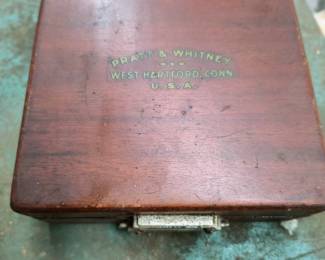 PRATT & WHITNEY
WEST HARTFORD, CONN.
U. S. A.